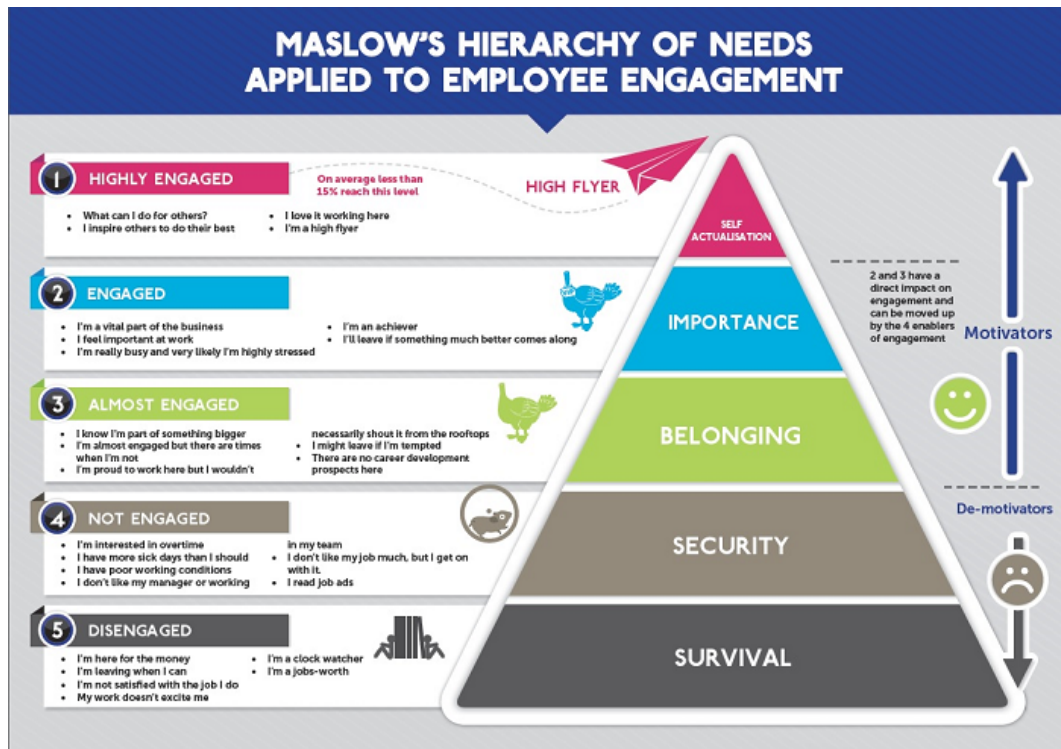 MASLOW'S HIERARCHY OF NEEDS
APPLIED TO EMPLOYEE ENGAGEMENT
1 HIGHLY ENGAGED
On average less than
15% reach this level
HIGH FLYER
• What can I do for others?
• I inspire others to do their best
• I love it working here
• I'm a high flyer
SELF
ACTUALISATION
2 ENGAGED
VIP
• I'm a vital part of the business
• I feel important at work
• I'm really busy and very likely I'm highly stressed
• I'm an achiever
• I'll leave if something much better comes along
IMPORTANCE
2 and 3 have a
direct impact on
engagement and
can be moved up
by the 4 enablers
of engagement
Motivators
3 ALMOST ENGAGED
• I know I'm part of something bigger
• I'm almost engaged but there are times
when I'm not
• I'm proud to work here but I wouldn't
necessarily shout it from the rooftops
• I might leave if I'm tempted
• There are no career development
prospects here
BELONGING
De-motivators
4 NOT ENGAGED
• I'm interested in overtime
• I have more sick days than I should
• I have poor working conditions
• I don't like my manager or working
in my team
• I don't like my job much, but I get on
with it.
• I read job ads
SECURITY
5 DISENGAGED
• I'm here for the money
• I'm leaving when I can
• I'm not satisfied with the job I do
• My work doesn't excite me
• I'm a clock watcher
• I'm a jobs-worth
SURVIVAL